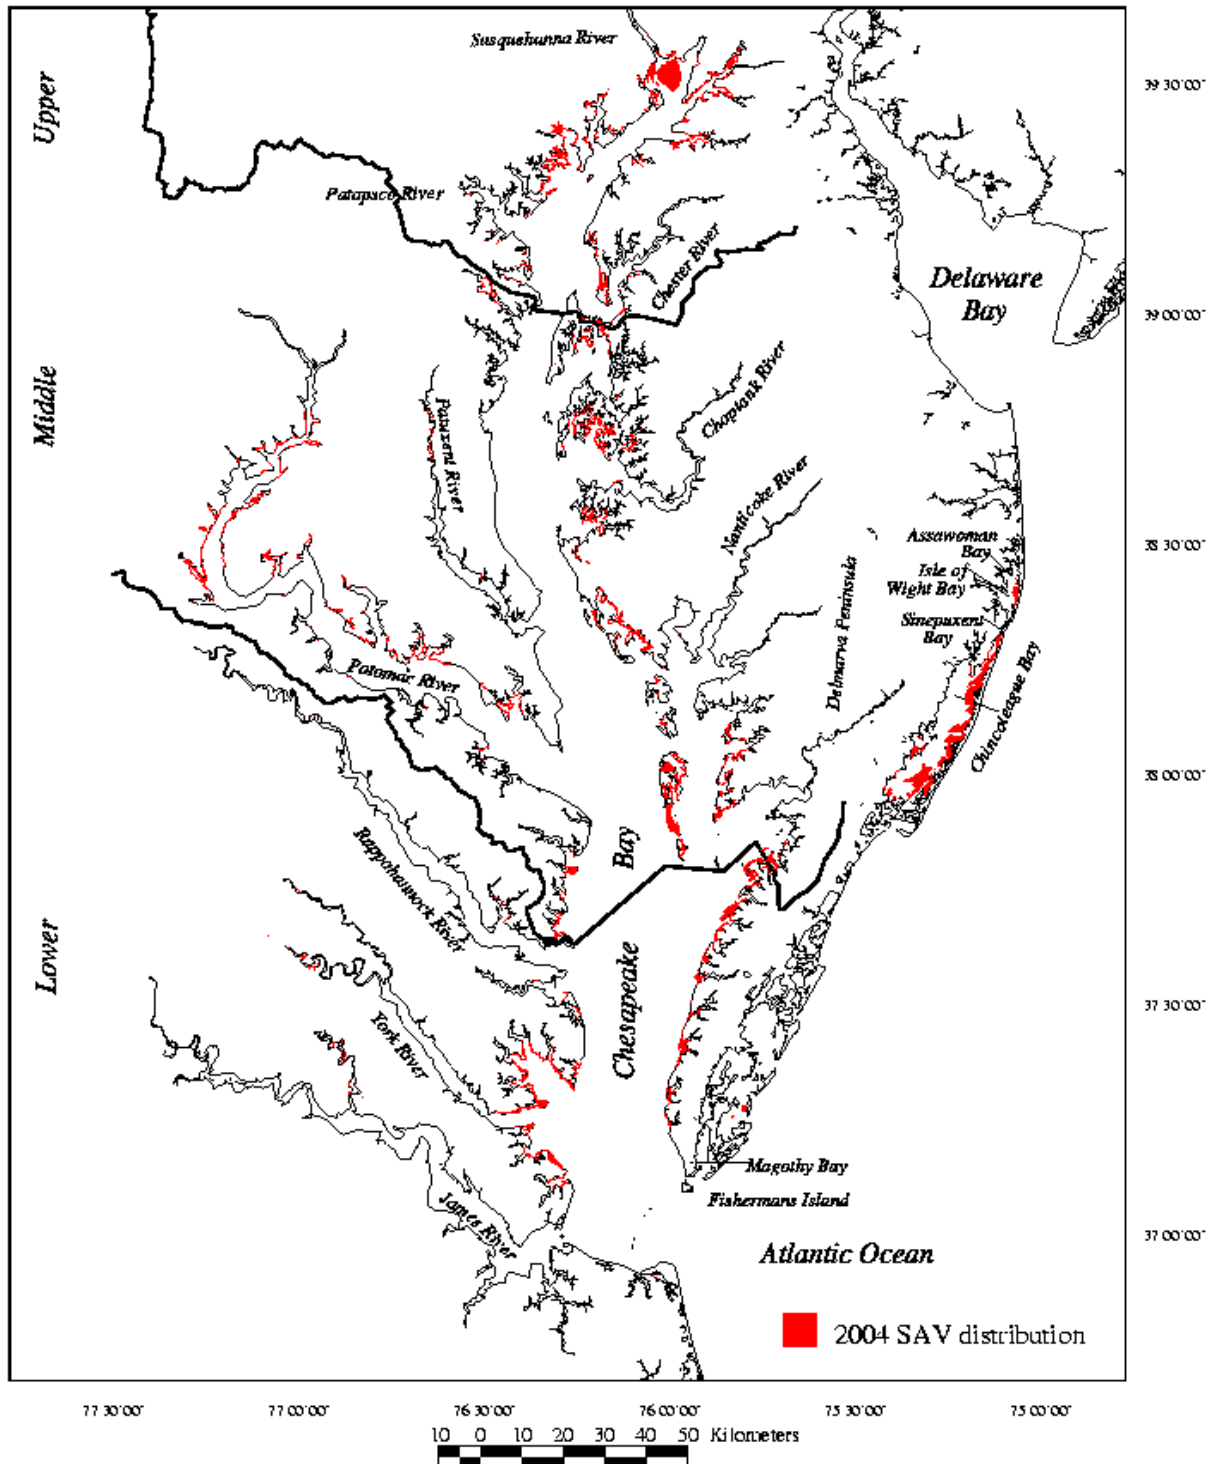 Susquehanna River
39 30'00"
Upper
Patapsco River
Chester River
Delaware
Bay
39 00'00"
Middle
Patuxent River
Choptank River
Nanticoke River
Assawoman
Bay
38 30'00"
Isle of
Wight Bay
Delmarva Peninsula
Sinepuxent
Bay
Potomac River
Chincoteague Bay
38 00'00"
Rappahannock River
Chesapeake Bay
Lower
37 30'00"
York River
Magothy Bay
James River
Fishermans Island
37 00'00"
Atlantic Ocean
2004 SAV distribution
77 30'00"
77 00'00"
76 30'00"
76 00'00"
75 30'00"
75 00'00"
10 0 10 20 30 40 50 Kilometers